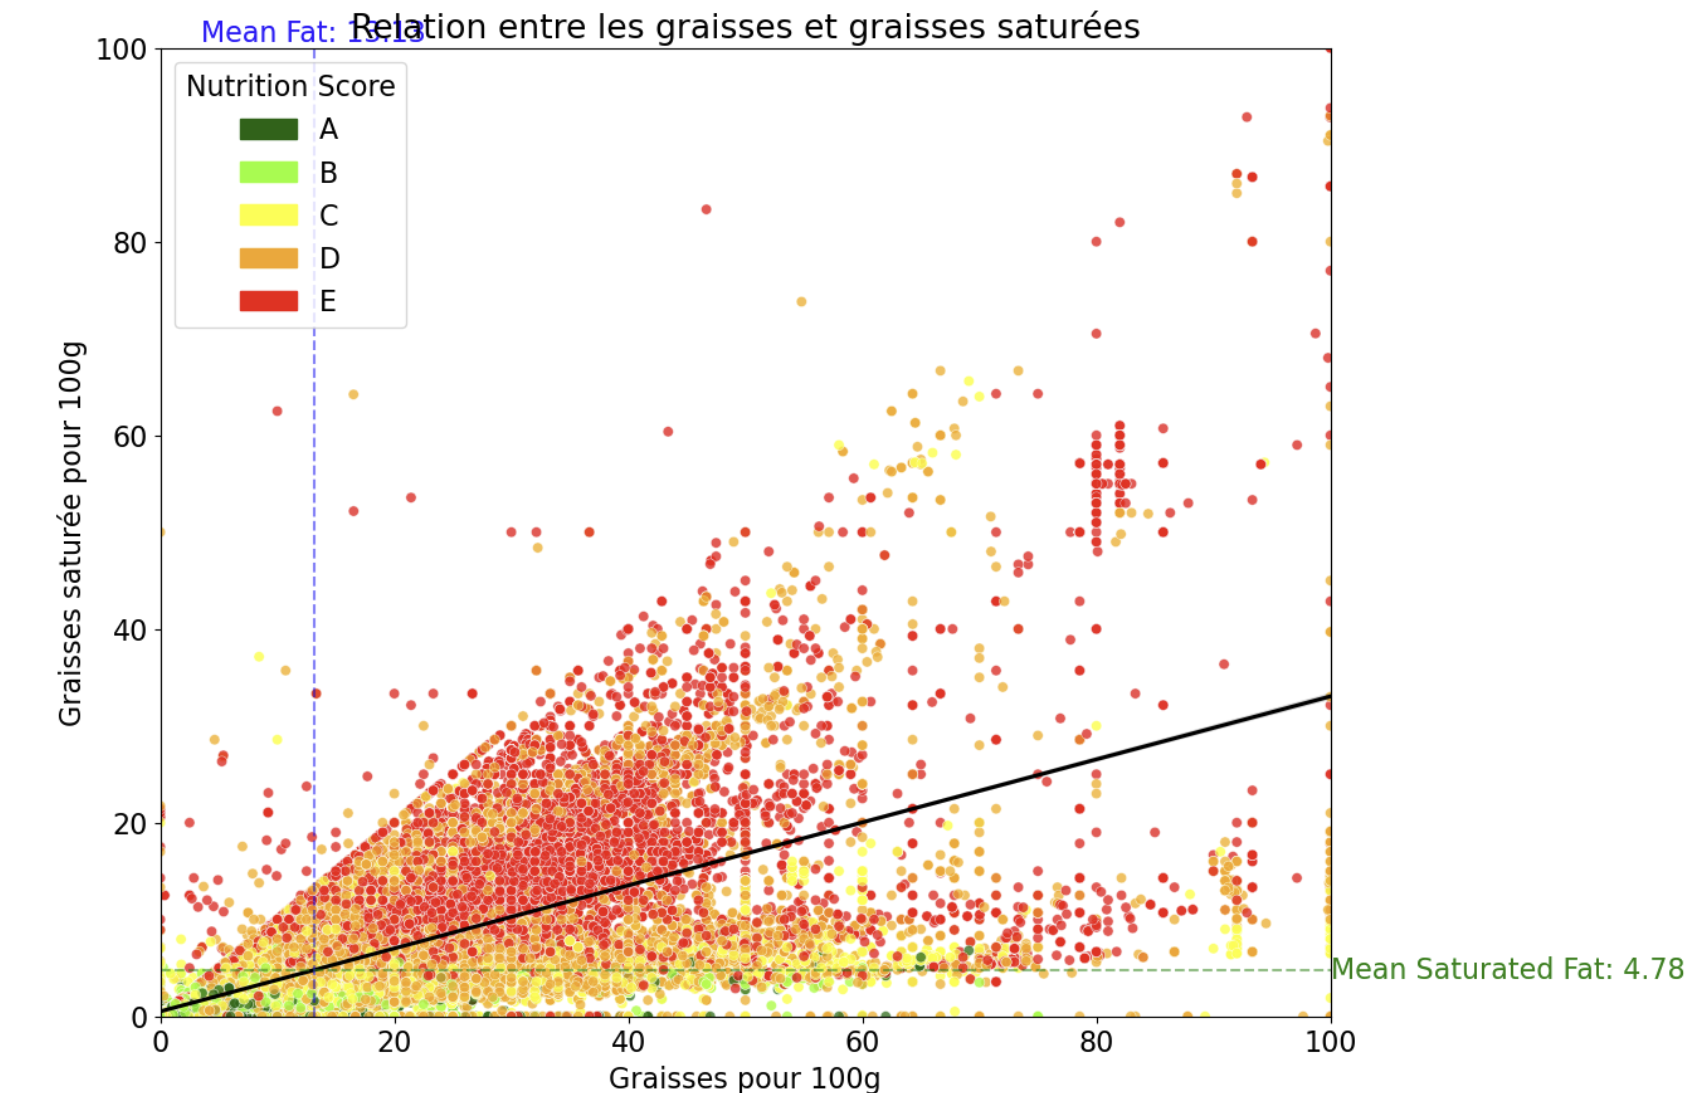 Relation entre les graisses et graisses saturées
Mean Fat: 13.13
Nutrition Score
A
B
C
D
E
Graisses saturée pour 100g
100
80
60
40
20
0
0 20 40 60 80 100
Graisses pour 100g
Mean Saturated Fat: 4.78